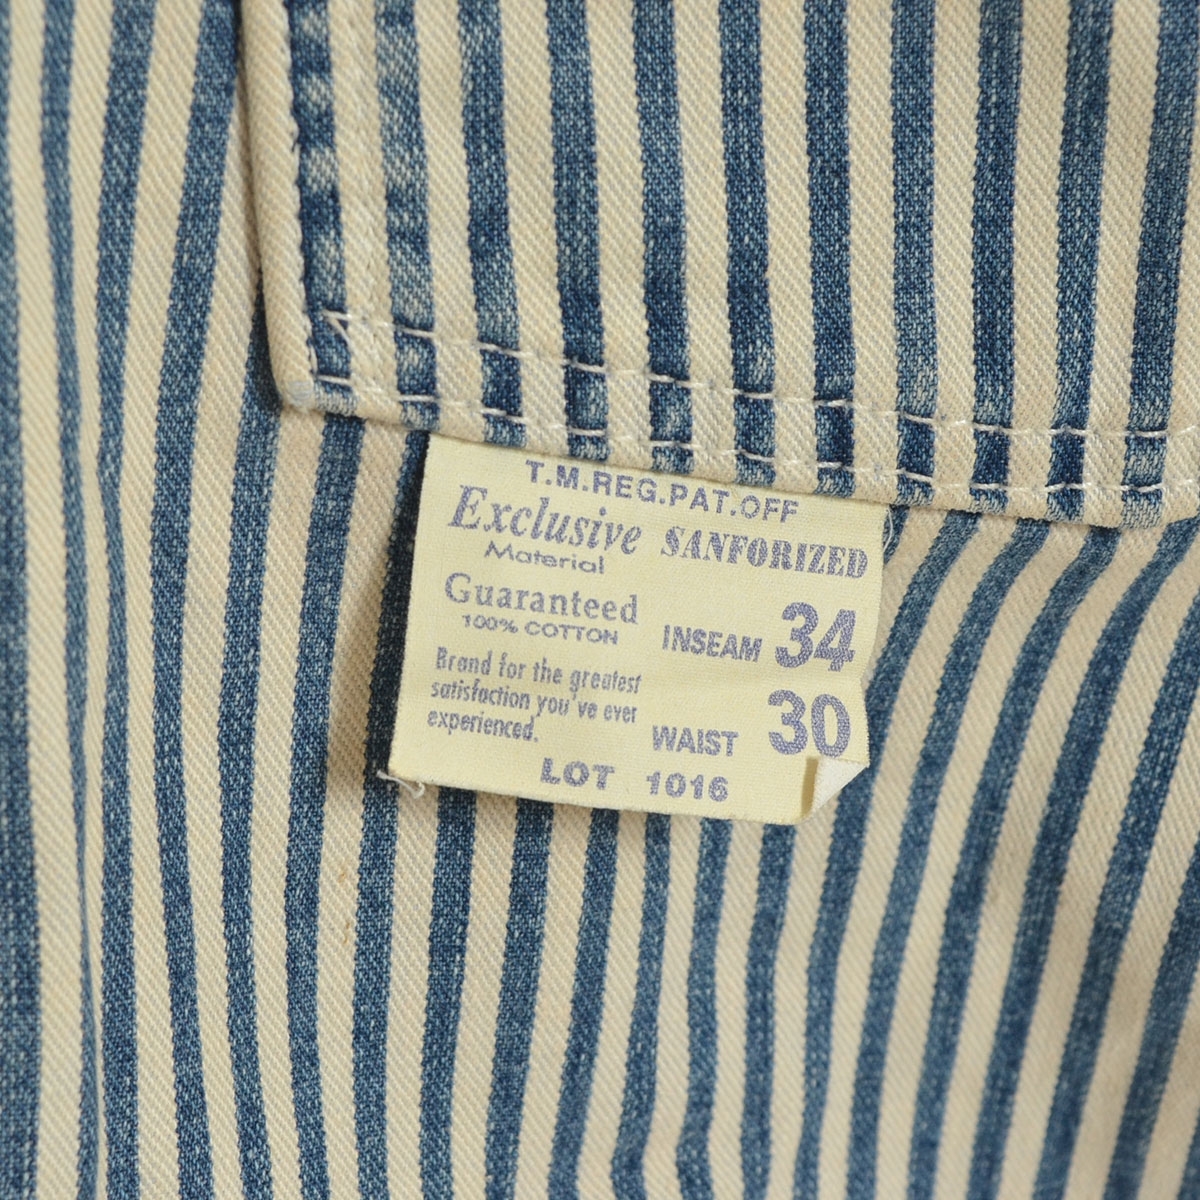 T.M.REG.PAT.OFF
Exclusive SANFORIZED
Material
Guaranteed
100% COTTON
INSEAM 34
Brand for the greatest
satisfaction you've ever
experienced.
WAIST 30
LOT 1016